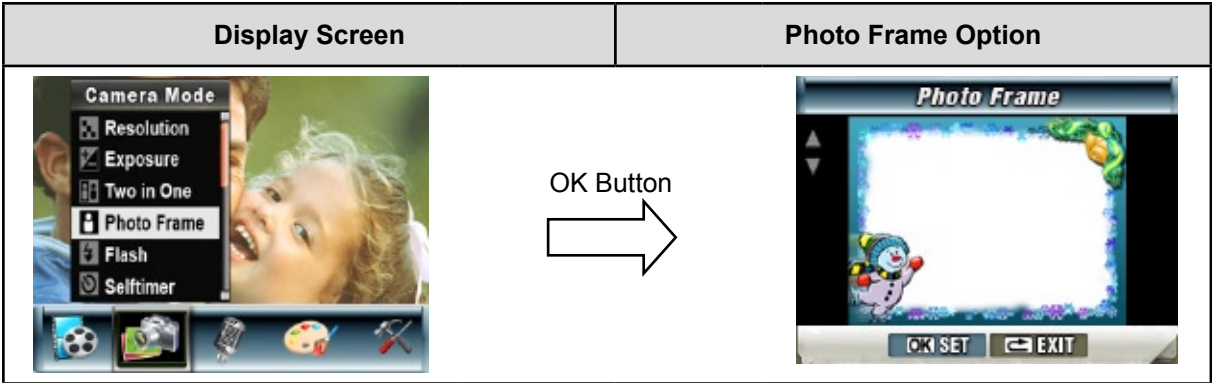 Display Screen
Photo Frame Option
Camera Mode
Resolution
Exposure
Two in One
Photo Frame
Flash
Selftimer
OK Button
Photo Frame
OK SET EXIT